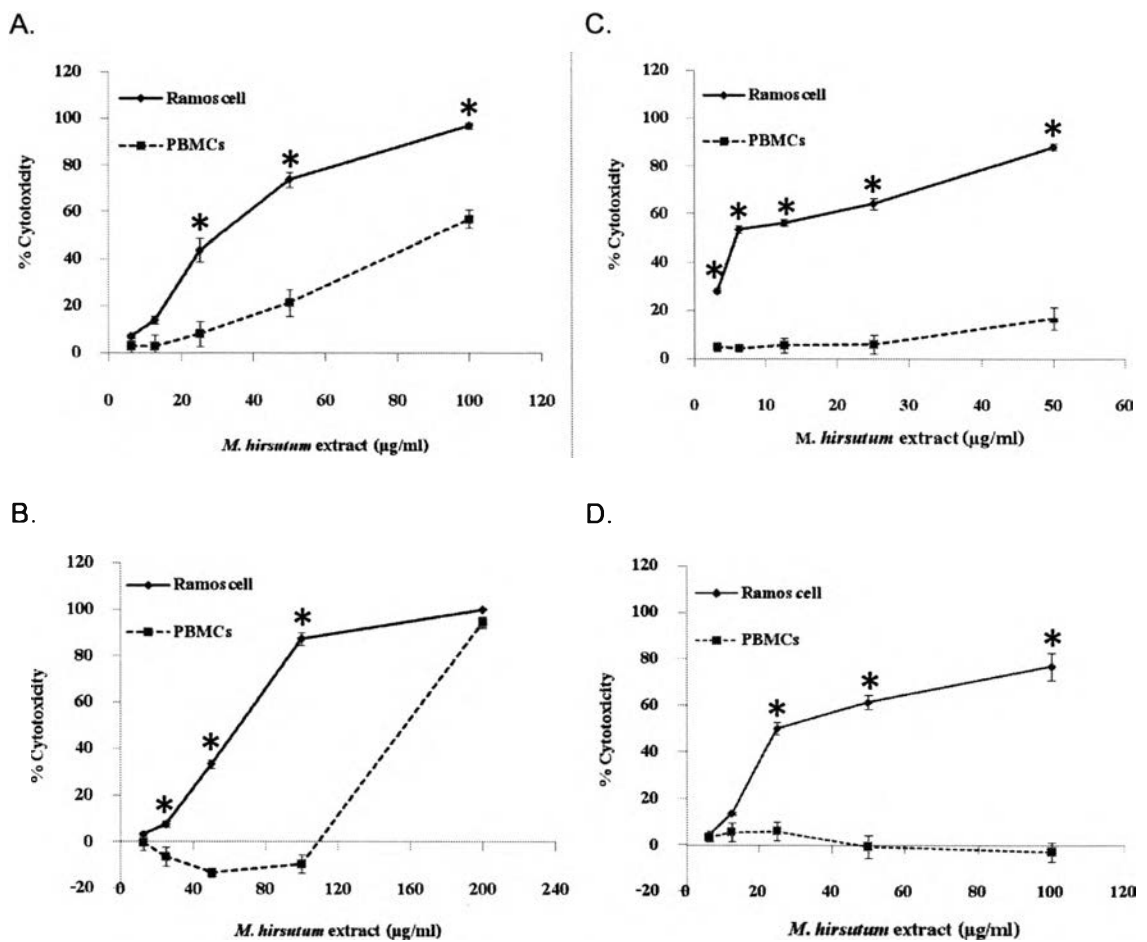 A.
120
100
80
60
40
20
0
% Cytotoxicity
Ramos cell
PBMCs
*
*
*
0 20 40 60 80 100 120
M. hirsutum extract (µg/ml)
C.
120
100
80
60
40
20
0
% Cytotoxicity
Ramos cell
PBMCs
*
*
*
*
*
0 10 20 30 40 50 60
M. hirsutum extract (µg/ml)
B.
120
100
80
60
40
20
0
-20
% Cytotoxicity
Ramos cell
PBMCs
*
*
*
*
0 40 80 120 160 200 240
M. hirsutum extract (µg/ml)
D.
120
100
80
60
40
20
0
-20
% Cytotoxicity
Ramos cell
PBMCs
*
*
*
0 20 40 60 80 100 120
M. hirsutum extract (µg/ml)